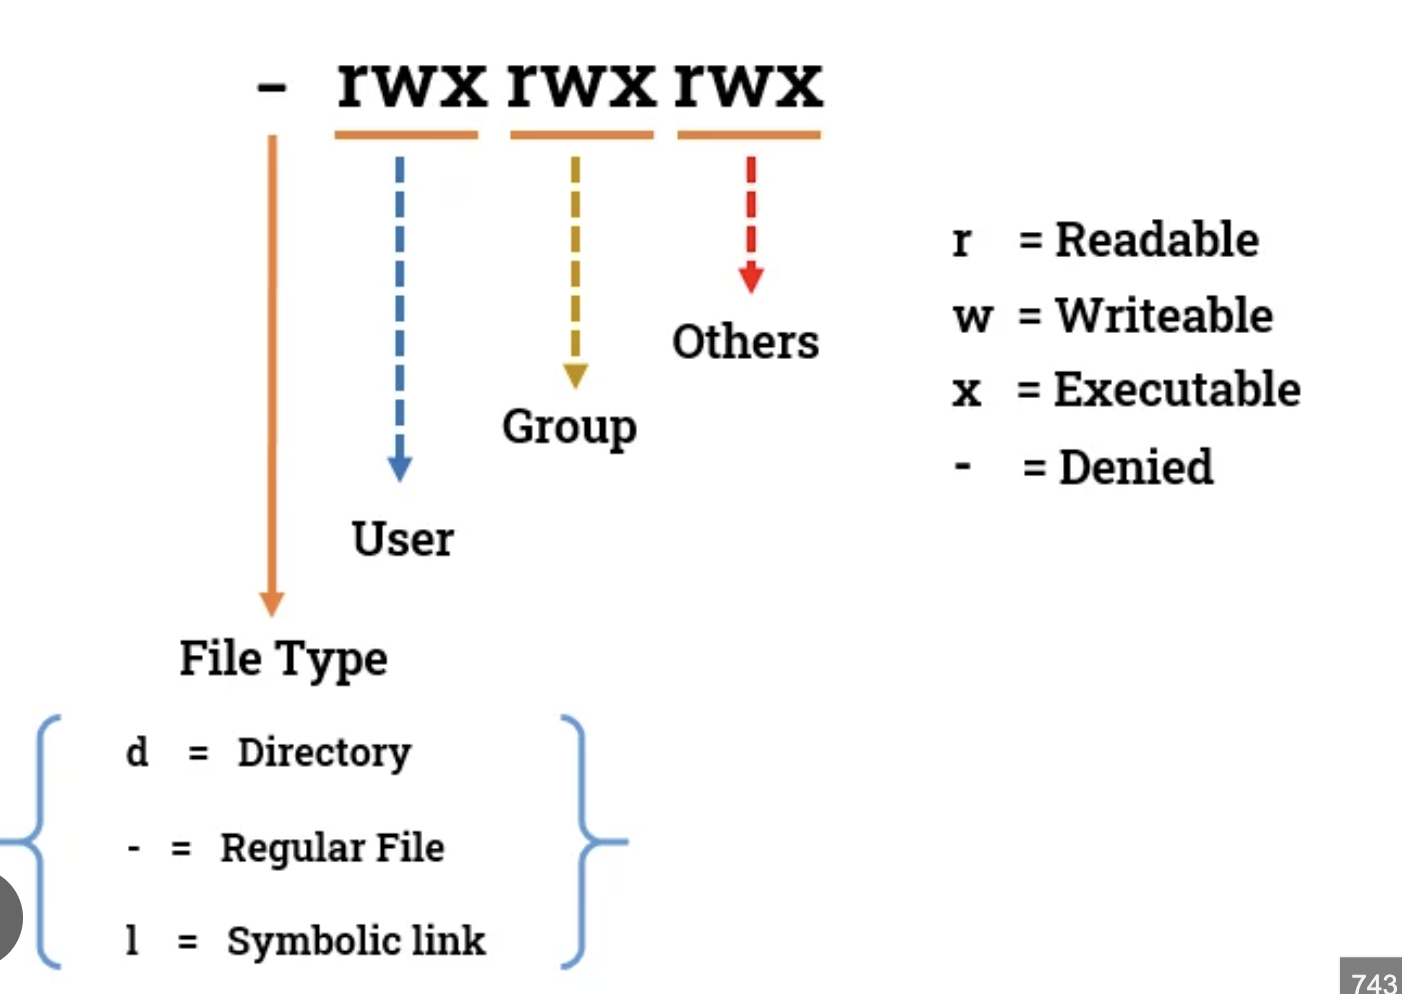 - rwx rwx rwx
r = Readable
w = Writeable
x = Executable
- = Denied
Others
Group
User
File Type
d = Directory
- = Regular File
l = Symbolic link
743